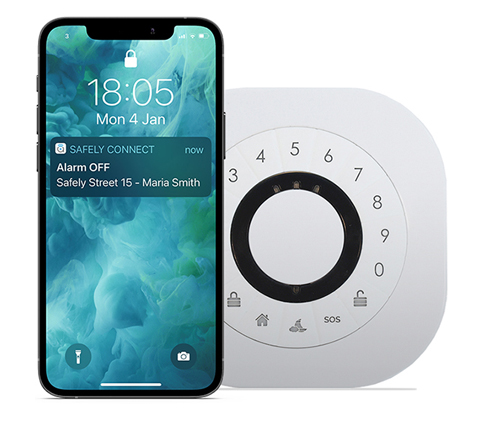 18:05
Mon 4 Jan
SAFELY CONNECT now
Alarm OFF
Safely Street 15 - Maria Smith
3 4 5 6 7 8 9 0
SOS